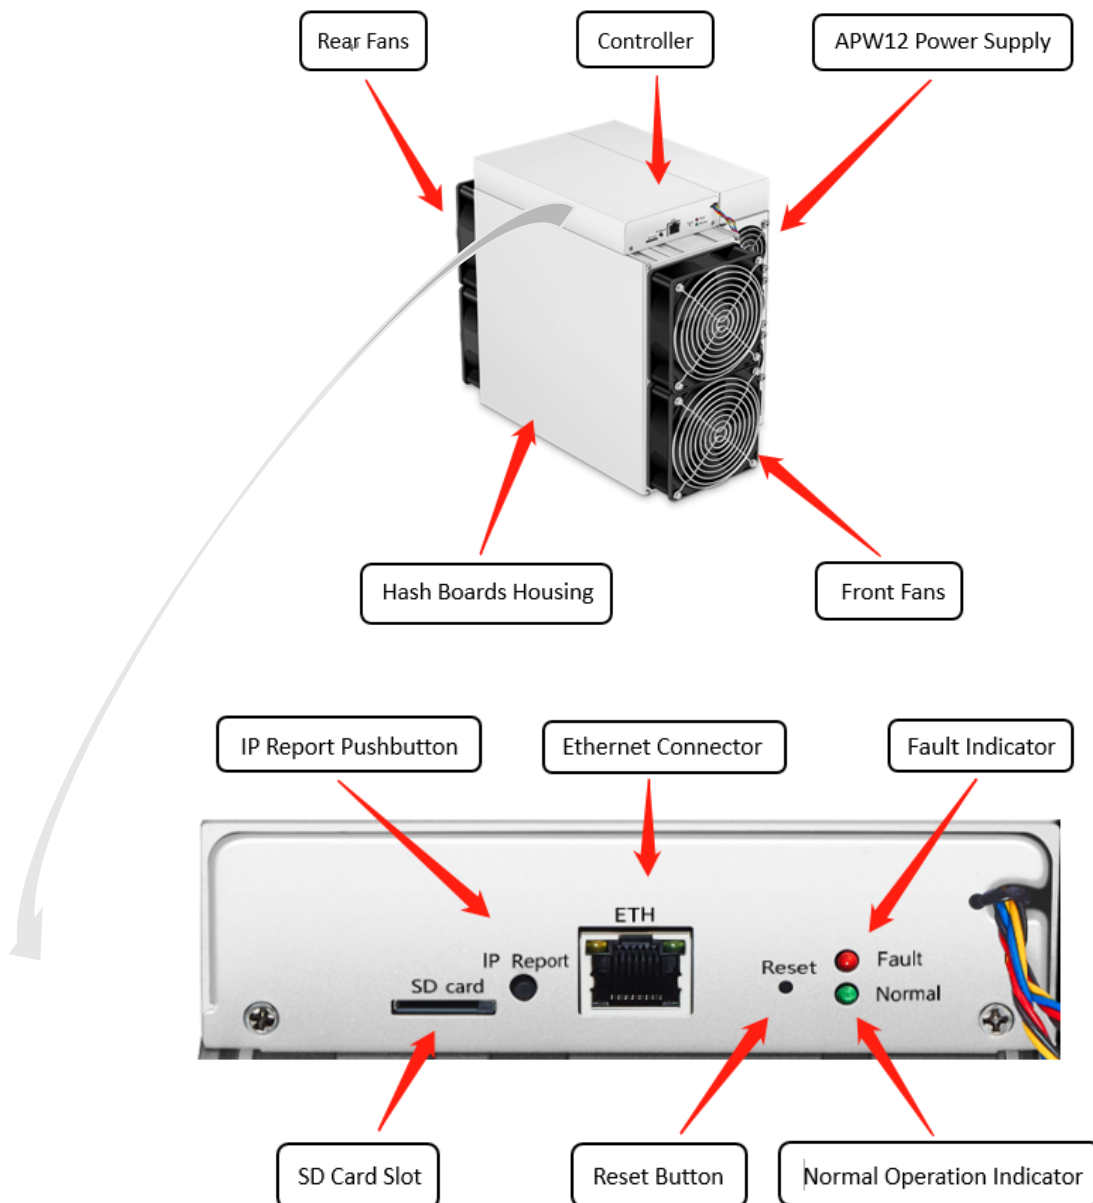 Rear Fans
Controller
APW12 Power Supply
Hash Boards Housing
Front Fans
IP Report Pushbutton
Ethernet Connector
Fault Indicator
ETH
IP Report
SD card
Reset
Fault
Normal
SD Card Slot
Reset Button
Normal Operation Indicator